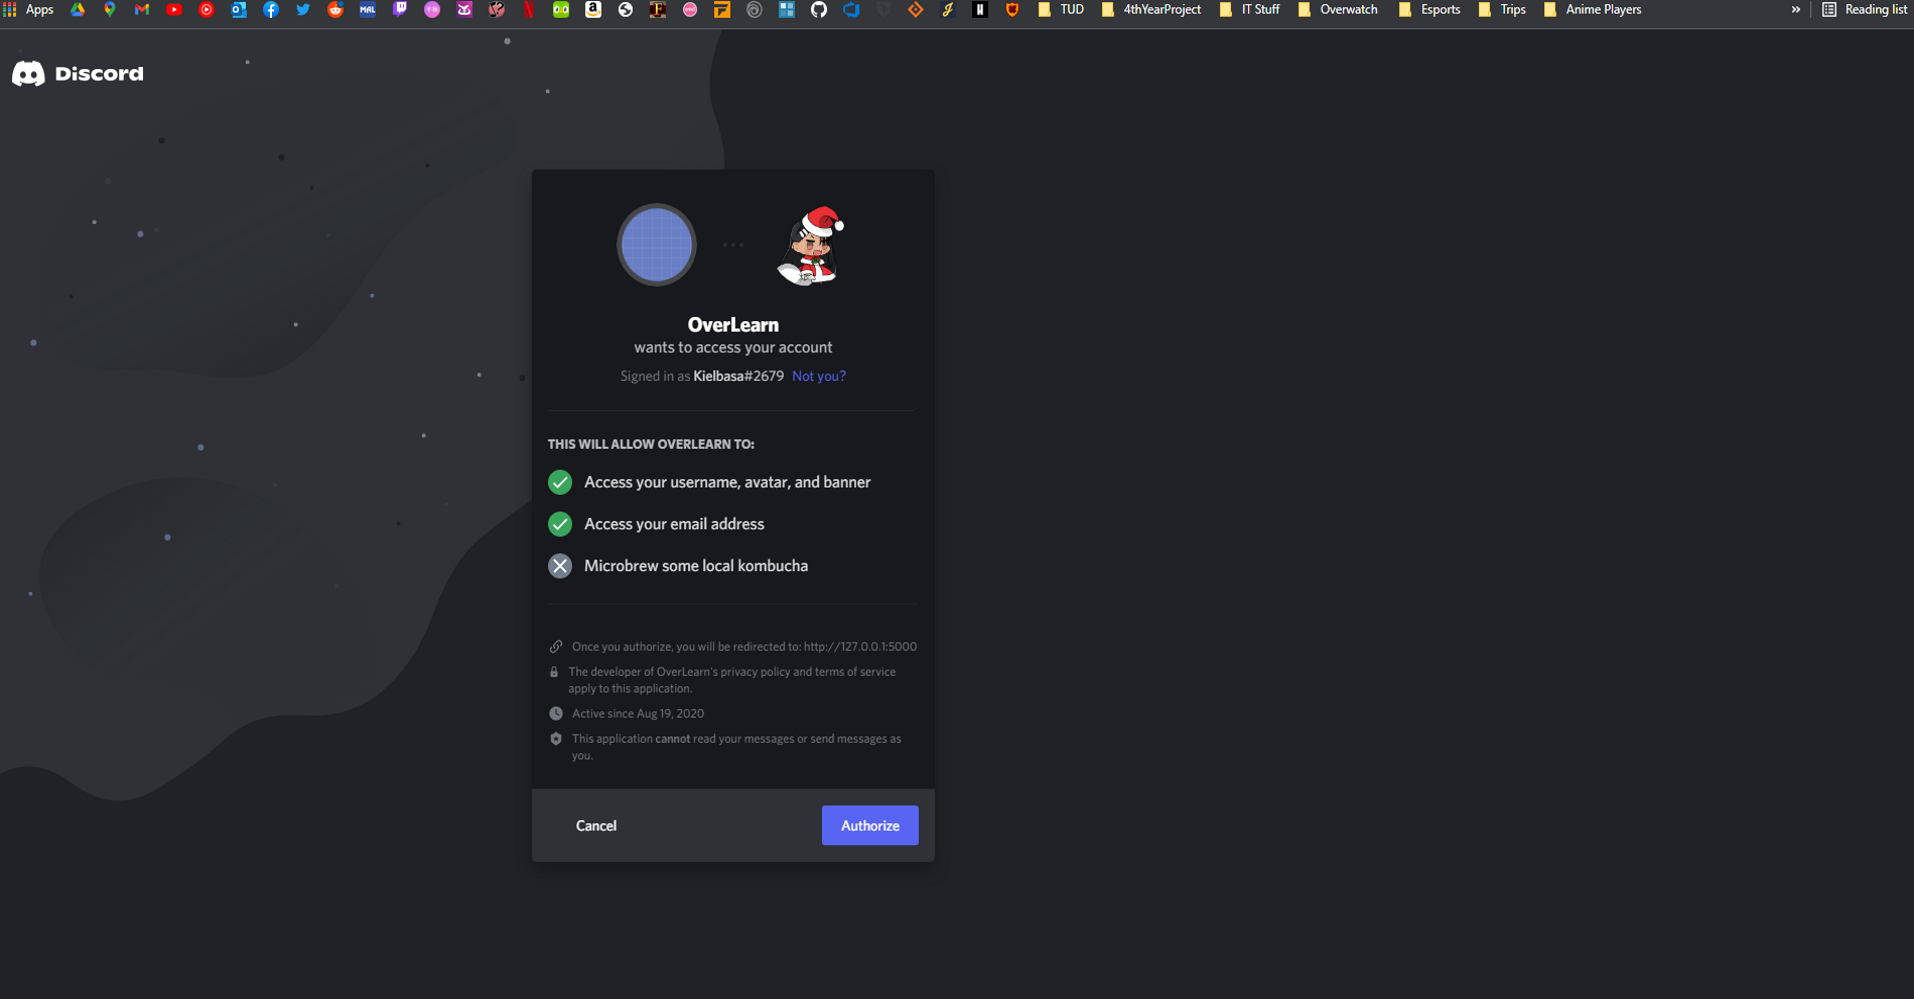 Apps
MAL
TUD
4thYearProject
IT Stuff
Overwatch
Esports
Trips
Anime Players
»
Reading list
Discord
OverLearn
wants to access your account
Signed in as Kielbasa#2679 Not you?
THIS WILL ALLOW OVERLEARN TO:
Access your username, avatar, and banner
Access your email address
Microbrew some local kombucha
Once you authorize, you will be redirected to: http://127.0.0.1:5000
The developer of OverLearn's privacy policy and terms of service
apply to this application.
Active since Aug 19, 2020
This application cannot read your messages or send messages as
you.
Cancel
Authorize